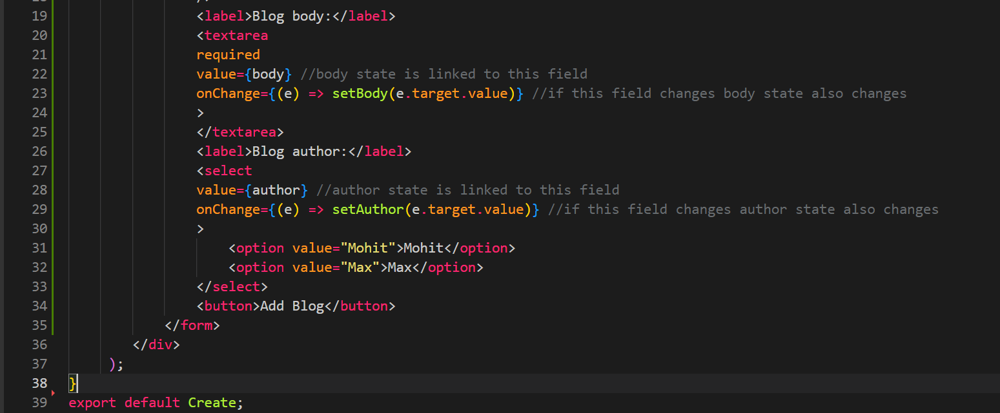 19 <label>Blog body:</label>
20 <textarea
21 required
22 value={body} //body state is linked to this field
23 onChange={(e) => setBody(e.target.value)} //if this field changes body state also changes
24 >
25 </textarea>
26 <label>Blog author:</label>
27 <select
28 value={author} //author state is linked to this field
29 onChange={(e) => setAuthor(e.target.value)} //if this field changes author state also changes
30 >
31 <option value="Mohit">Mohit</option>
32 <option value="Max">Max</option>
33 </select>
34 <button>Add Blog</button>
35 </form>
36 </div>
37 );
38 }
39 export default Create;